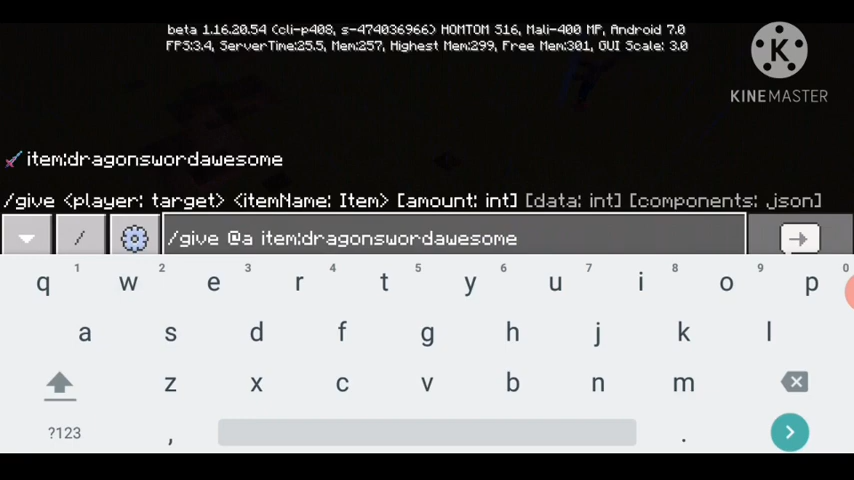 beta 1.16.20.54 (cli-p408, s-474036966) HOMTOM S16, Mali-400 MP, Android 7.0
FPS:3.4, ServerTime:25.5, Mem:257, Highest Mem:299, Free Mem:301, GUI Scale: 3.0
K
KINEMASTER
item:dragonswordawesome
/give <player: target> <itemName: Item> [amount: int] [data: int] [components: json]
/ /give @a item:dragonswordawesome
1 2 3 4 5 6 7 8 9 0
q w e r t y u i o p
a s d f g h j k l
z x c v b n m
?123 , .